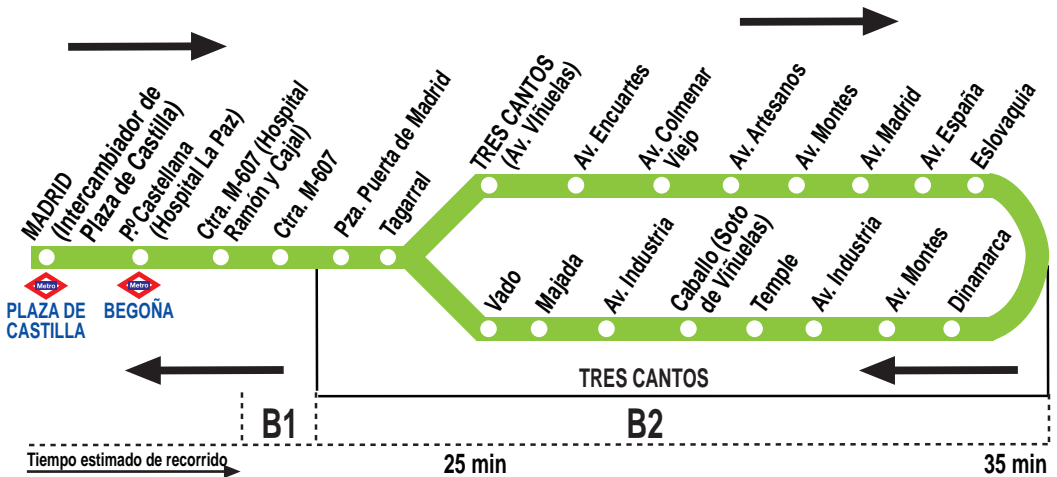 MADRID
(Intercambiador de
Plaza de Castilla)
Pº Castellana
(Hospital La Paz)
Ctra. M-607 (Hospital
Ramón y Cajal)
Ctra. M-607
Pza. Puerta de Madrid
Tagarral
TRES CANTOS
(Av. VIñuelas)
Av. Encuartes
Av. Colmenar
Viejo
Av. Artesanos
Av. Montes
Av. Madrid
Av. España
Eslovaquia
Vado
Majada
Av. Industria
Caballo (Soto
de Viñuelas)
Temple
Av. Industria
Av. Montes
Dinamarca
Metro
PLAZA DE
CASTILLA
Metro
BEGOÑA
TRES CANTOS
B1
B2
Tiempo estimado de recorrido
25 min
35 min